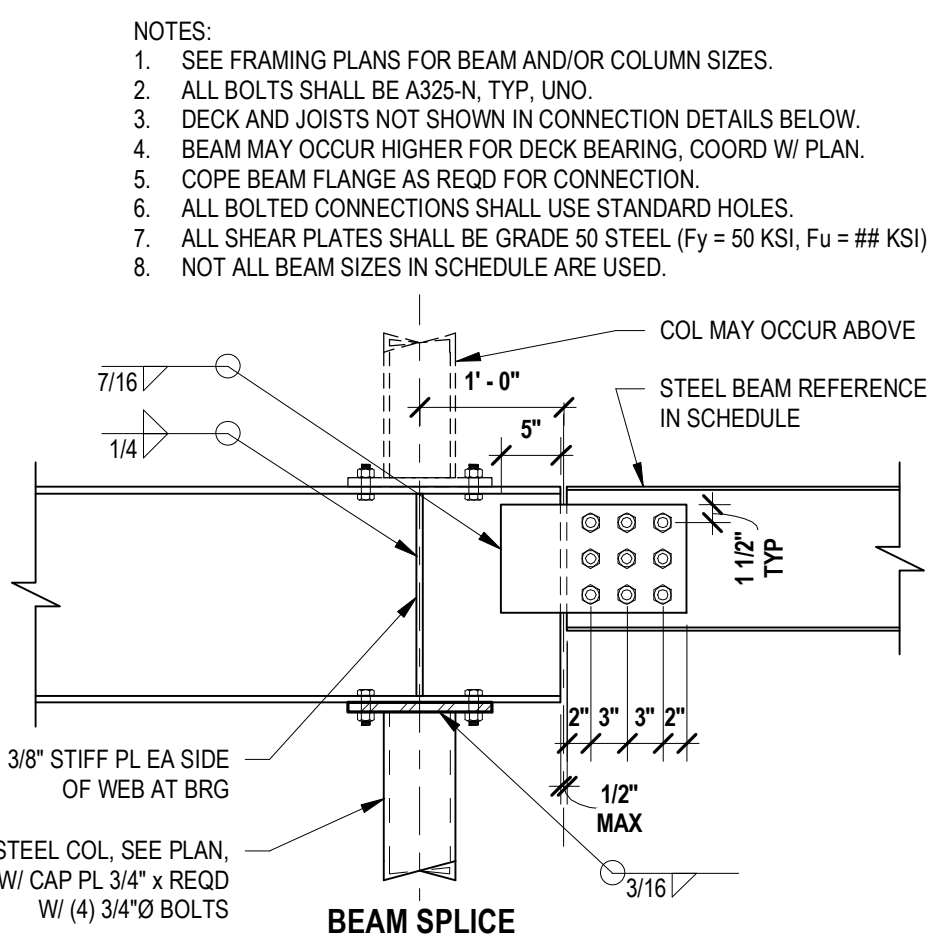 NOTES:
1. SEE FRAMING PLANS FOR BEAM AND/OR COLUMN SIZES.
2. ALL BOLTS SHALL BE A325-N, TYP, UNO.
3. DECK AND JOISTS NOT SHOWN IN CONNECTION DETAILS BELOW.
4. BEAM MAY OCCUR HIGHER FOR DECK BEARING, COORD W/ PLAN.
5. COPE BEAM FLANGE AS REQD FOR CONNECTION.
6. ALL BOLTED CONNECTIONS SHALL USE STANDARD HOLES.
7. ALL SHEAR PLATES SHALL BE GRADE 50 STEEL (Fy = 50 KSI, Fu = ## KSI)
8. NOT ALL BEAM SIZES IN SCHEDULE ARE USED.
COL MAY OCCUR ABOVE
7/16
1' - 0"
STEEL BEAM REFERENCE
IN SCHEDULE
5"
1/4
1 1/2"
TYP
2" 3" 3" 2"
3/8" STIFF PL EA SIDE
OF WEB AT BRG
1/2"
MAX
STEEL COL, SEE PLAN,
W/ CAP PL 3/4" x REQD
W/ (4) 3/4"Ø BOLTS
3/16
BEAM SPLICE